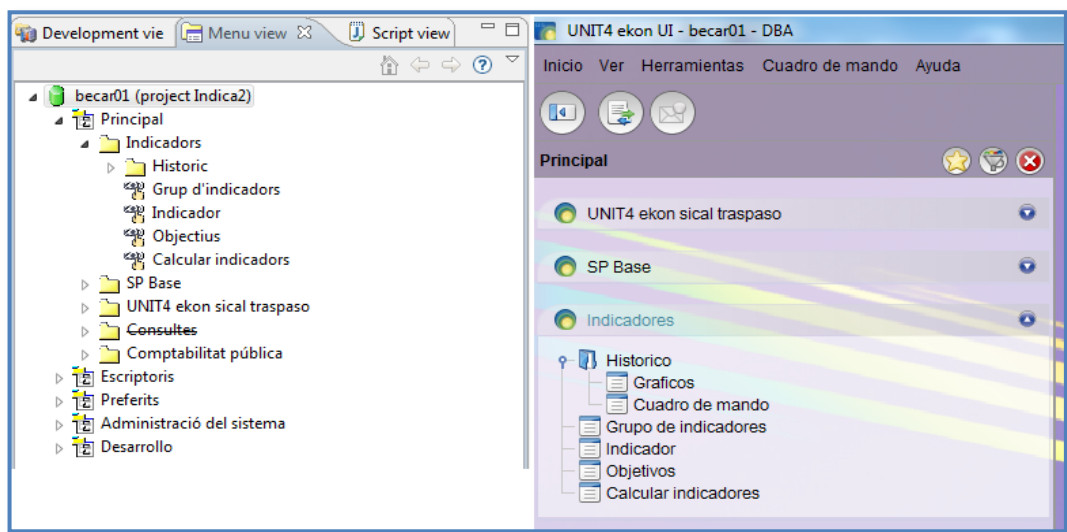 Development vie
Menu view
Script view
becar01 (project Indica2)
Principal
Indicadors
Historic
Grup d'indicadors
Indicador
Objectius
Calcular indicadors
SP Base
UNIT4 ekon sical traspaso
Consultes
Comptabilitat pública
Escriptoris
Preferits
Administració del sistema
Desarrollo
UNIT4 ekon UI - becar01 - DBA
Inicio Ver Herramientas Cuadro de mando Ayuda
Principal
UNIT4 ekon sical traspaso
SP Base
Indicadores
Historico
Graficos
Cuadro de mando
Grupo de indicadores
Indicador
Objetivos
Calcular indicadores